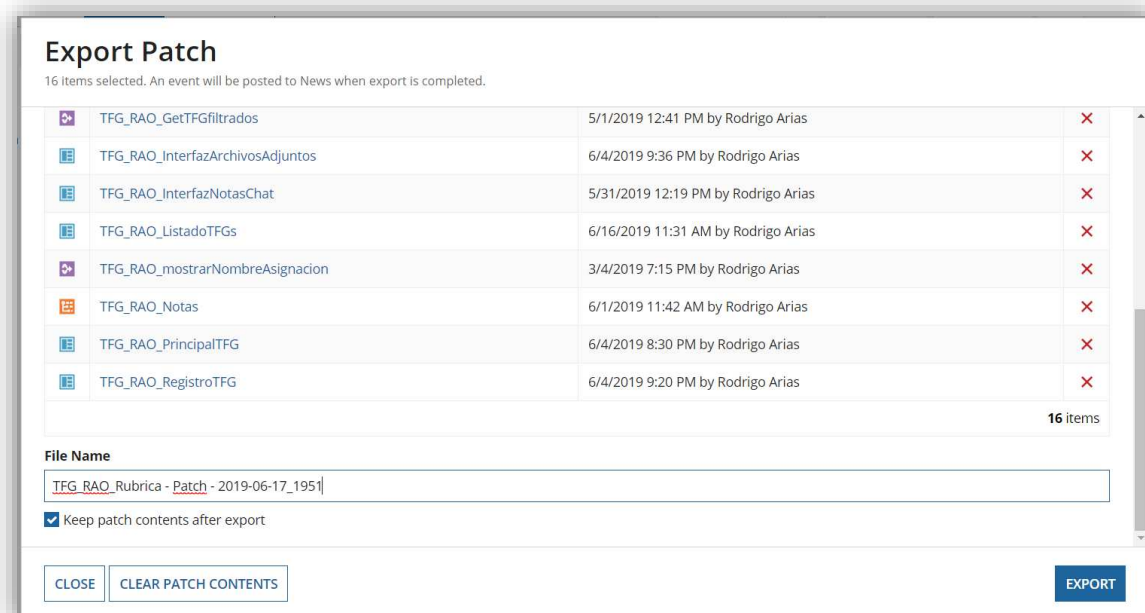 Export Patch
16 items selected. An event will be posted to News when export is completed.
TFG_RAO_GetTFGfiltrados 5/1/2019 12:41 PM by Rodrigo Arias
TFG_RAO_InterfazArchivosAdjuntos 6/4/2019 9:36 PM by Rodrigo Arias
TFG_RAO_InterfazNotasChat 5/31/2019 12:19 PM by Rodrigo Arias
TFG_RAO_ListadoTFGs 6/16/2019 11:31 AM by Rodrigo Arias
TFG_RAO_mostrarNombreAsignacion 3/4/2019 7:15 PM by Rodrigo Arias
TFG_RAO_Notas 6/1/2019 11:42 AM by Rodrigo Arias
TFG_RAO_PrincipalTFG 6/4/2019 8:30 PM by Rodrigo Arias
TFG_RAO_RegistroTFG 6/4/2019 9:20 PM by Rodrigo Arias
16 items
File Name
TFG_RAO_Rubrica - Patch - 2019-06-17_1951
Keep patch contents after export
CLOSE CLEAR PATCH CONTENTS EXPORT